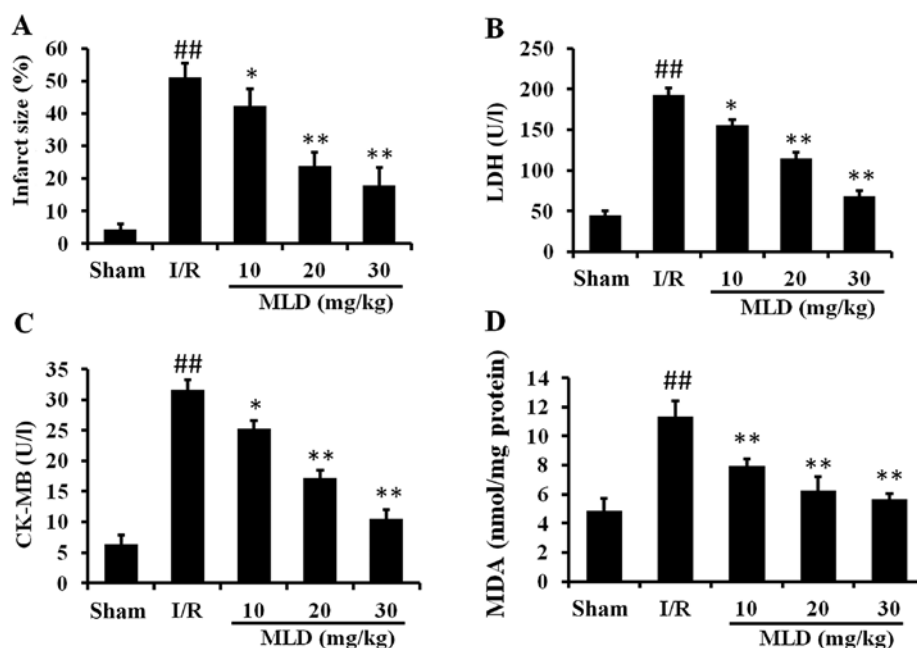 A
Infarct size (%)
60
50
40
30
20
10
0
##
*
**
**
Sham I/R 10 20 30
MLD (mg/kg)
B
LDH (U/l)
250
200
150
100
50
0
##
*
**
**
Sham I/R 10 20 30
MLD (mg/kg)
C
CK-MB (U/l)
35
30
25
20
15
10
5
0
##
*
**
**
Sham I/R 10 20 30
MLD (mg/kg)
D
MDA (nmol/mg protein)
14
12
10
8
6
4
2
0
##
**
**
**
Sham I/R 10 20 30
MLD (mg/kg)